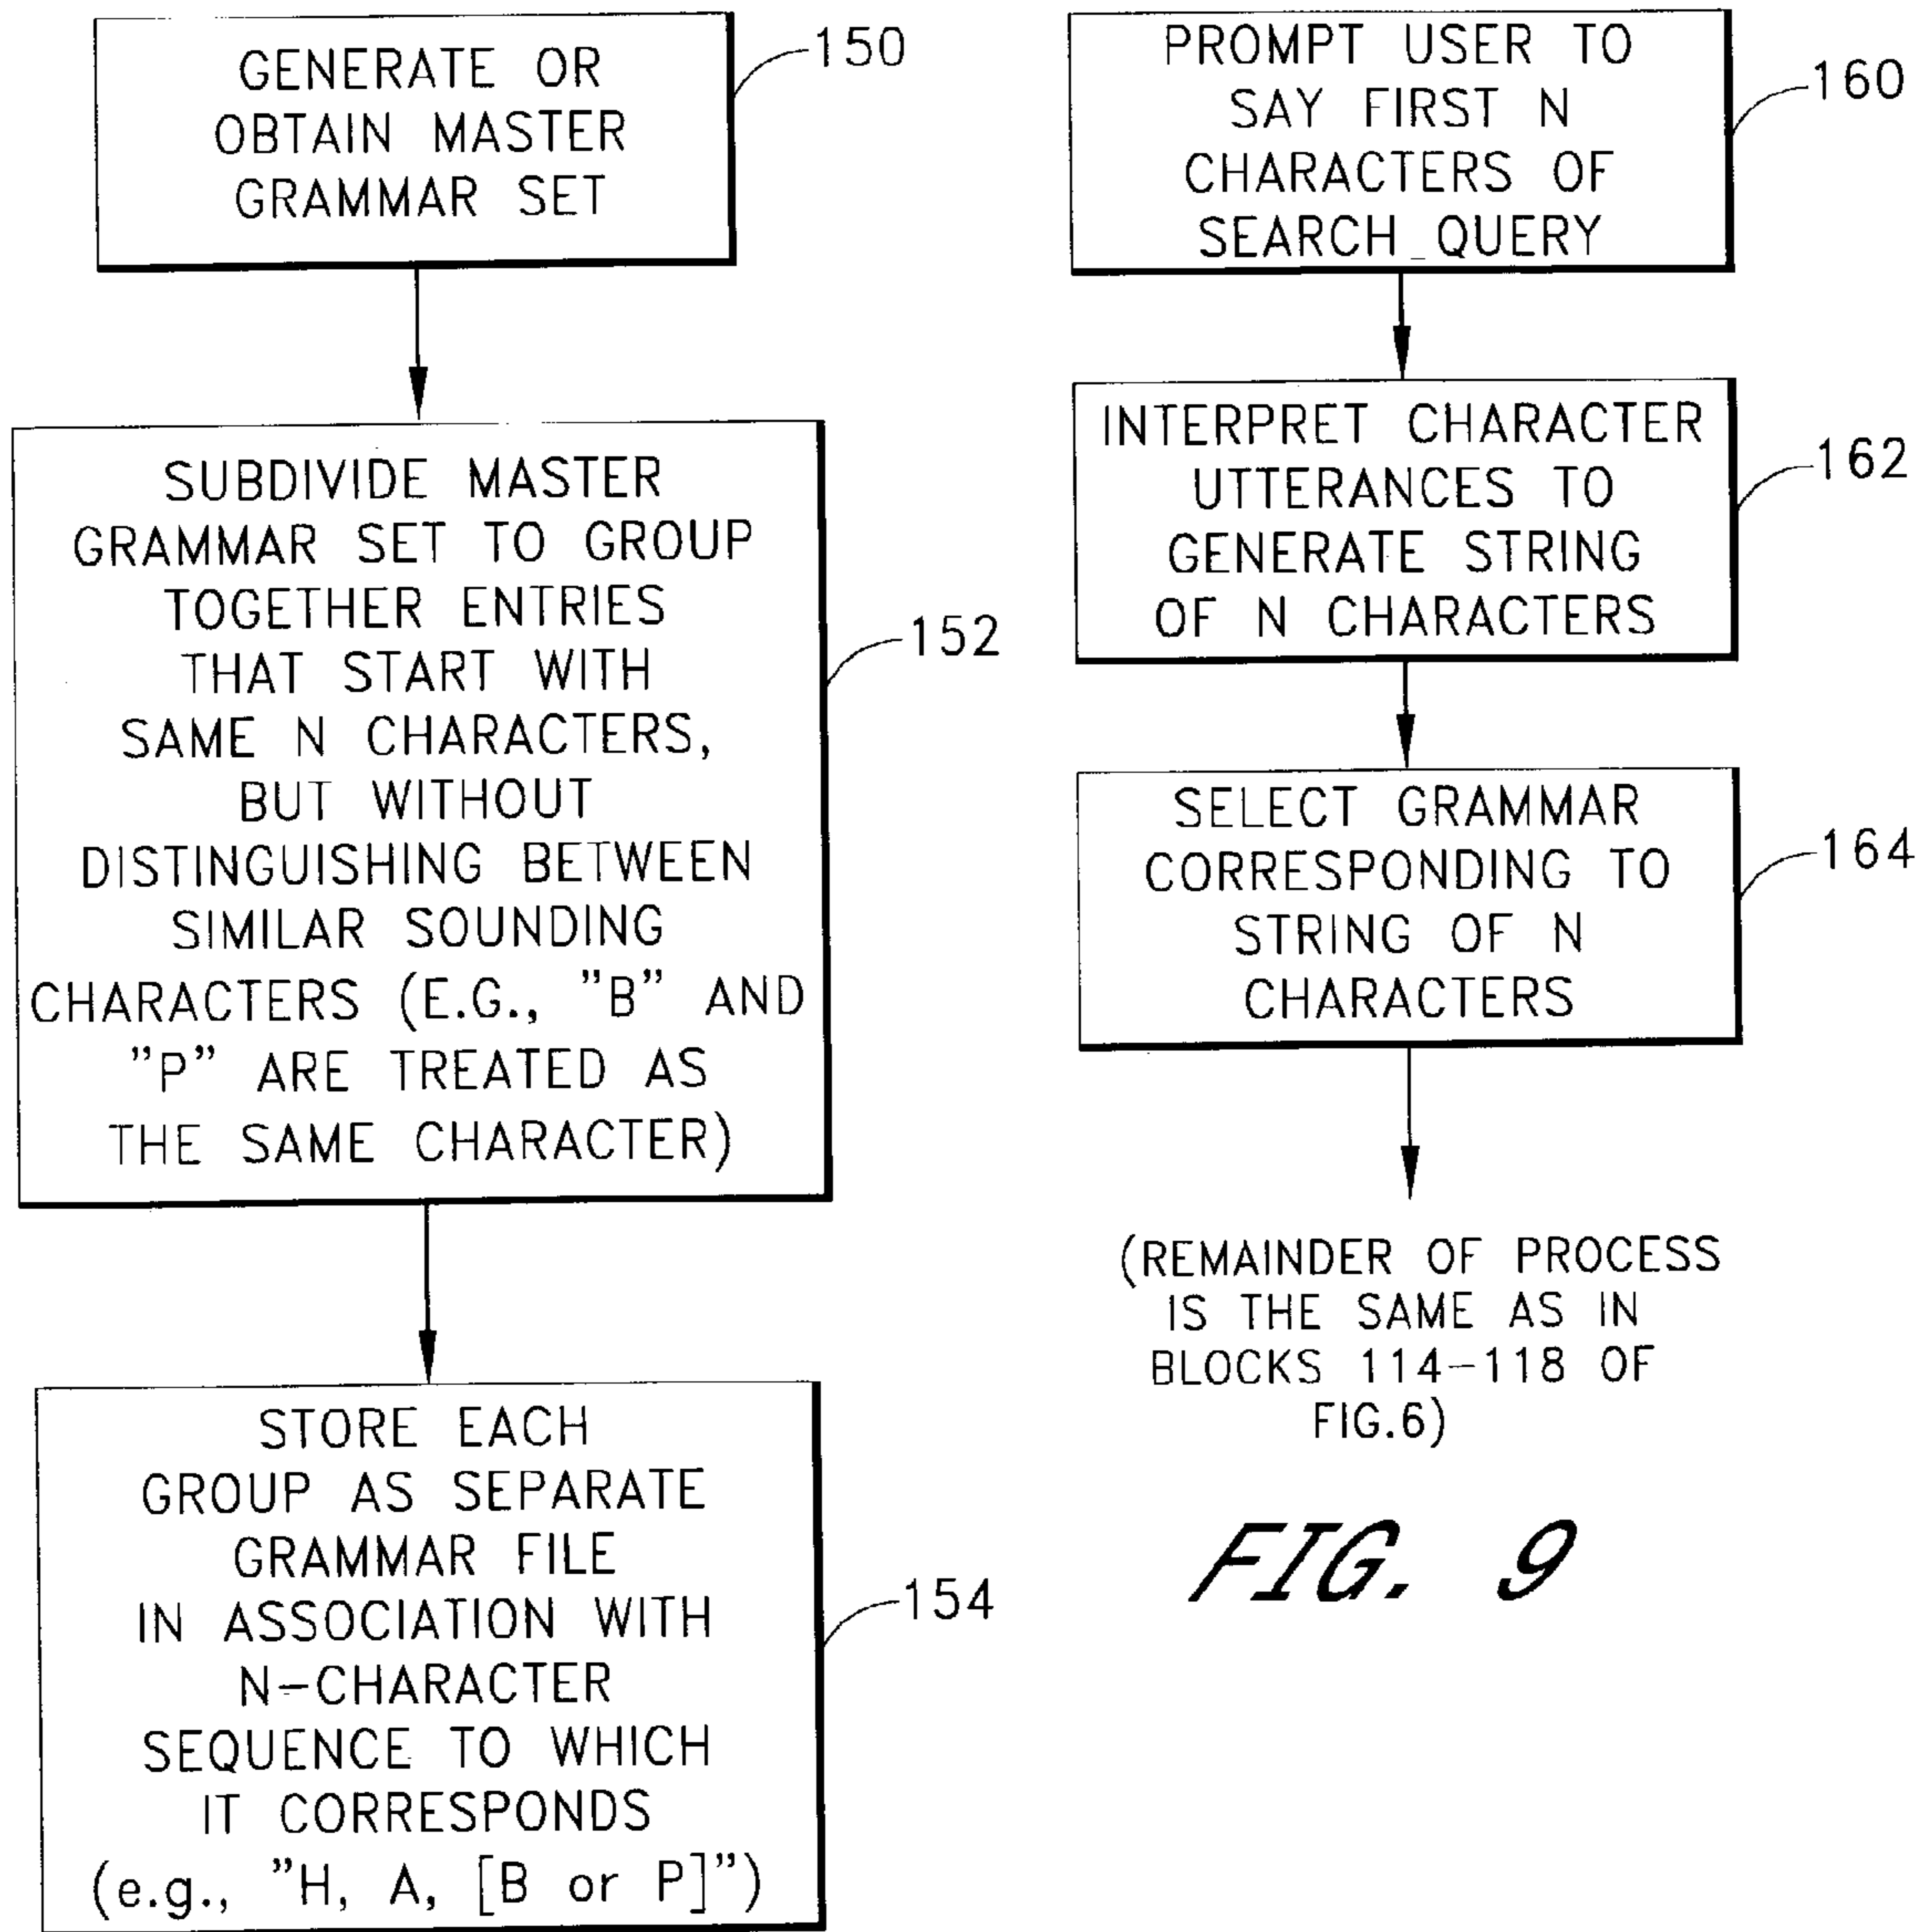 GENERATE OR
OBTAIN MASTER
GRAMMAR SET
150
SUBDIVIDE MASTER
GRAMMAR SET TO GROUP
TOGETHER ENTRIES
THAT START WITH
SAME N CHARACTERS,
BUT WITHOUT
DISTINGUISHING BETWEEN
SIMILAR SOUNDING
CHARACTERS (E.G., "B" AND
"P" ARE TREATED AS
THE SAME CHARACTER)
152
STORE EACH
GROUP AS SEPARATE
GRAMMAR FILE
IN ASSOCIATION WITH
N-CHARACTER
SEQUENCE TO WHICH
IT CORRESPONDS
(e.g., "H, A, [B or P]")
154
PROMPT USER TO
SAY FIRST N
CHARACTERS OF
SEARCH QUERY
160
INTERPRET CHARACTER
UTTERANCES TO
GENERATE STRING
OF N CHARACTERS
162
SELECT GRAMMAR
CORRESPONDING TO
STRING OF N
CHARACTERS
164
(REMAINDER OF PROCESS
IS THE SAME AS IN
BLOCKS 114-118 OF
FIG.6)
FIG. 9